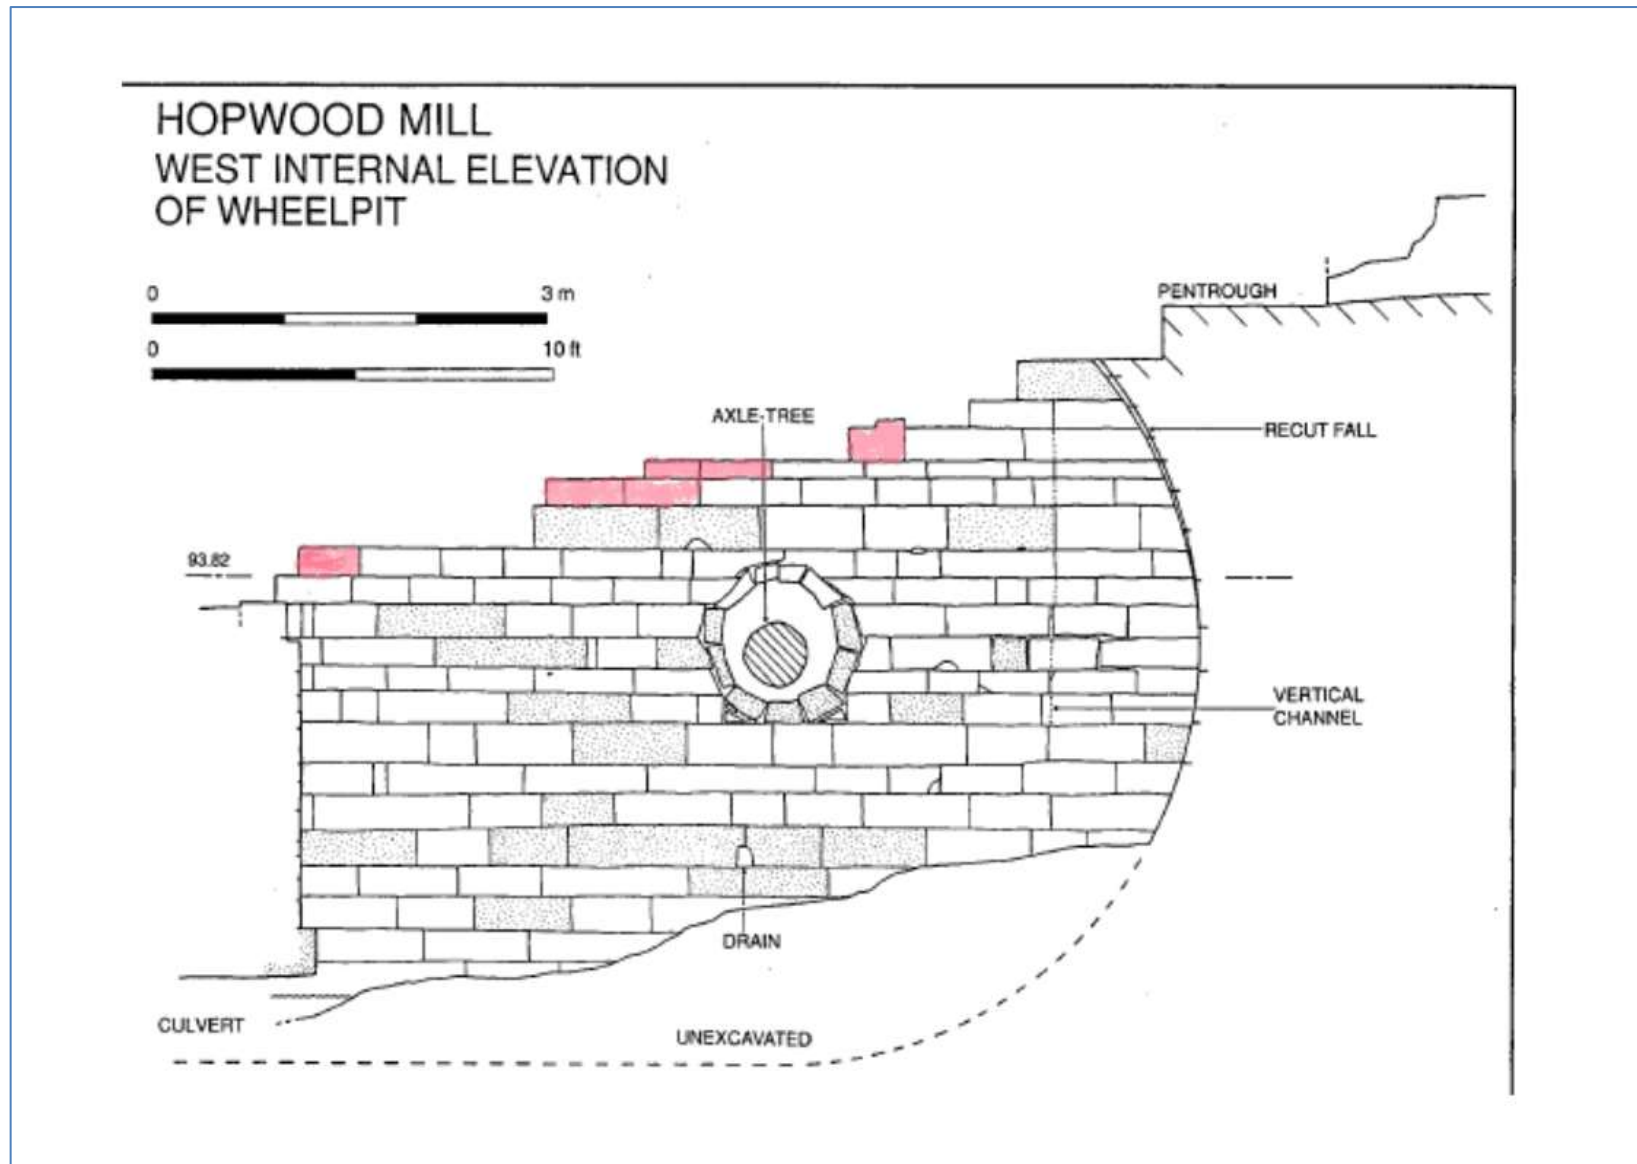 HOPWOOD MILL
WEST INTERNAL ELEVATION
OF WHEELPIT
0 3 m
0 10 ft
PENTROUGH
AXLE-TREE
RECUT FALL
93.82
VERTICAL
CHANNEL
DRAIN
CULVERT
UNEXCAVATED